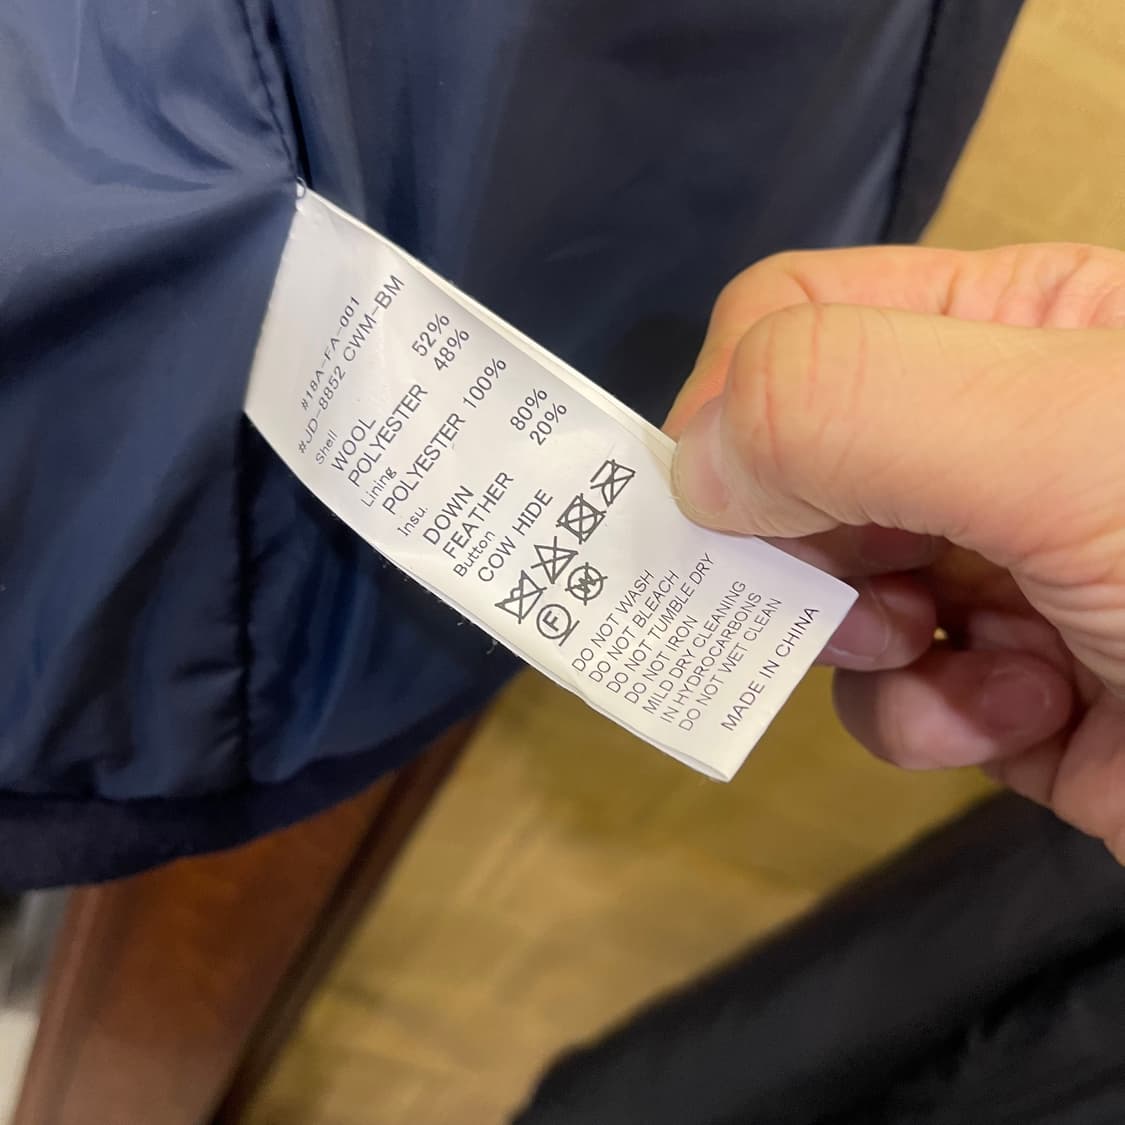 #18A-FA-001
#JD-8852 CWM-BM
Shell
WOOL 52%
POLYESTER 48%
Lining
POLYESTER 100%
Insu.
DOWN 80%
FEATHER 20%
Button
COW HIDE
F
W
DO NOT WASH
DO NOT BLEACH
DO NOT TUMBLE DRY
DO NOT IRON
MILD DRY CLEANING
IN HYDROCARBONS
DO NOT WET CLEAN
MADE IN CHINA